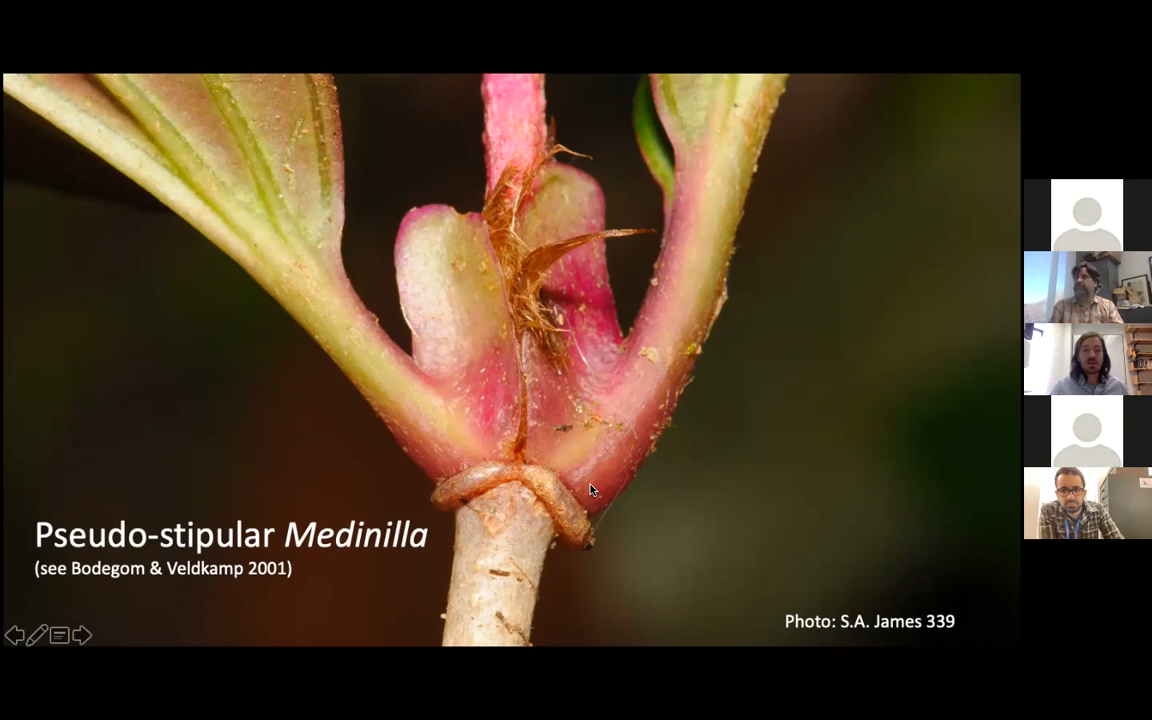 Pseudo-stipular Medinilla
(see Bodegom & Veldkamp 2001)
Photo: S.A. James 339